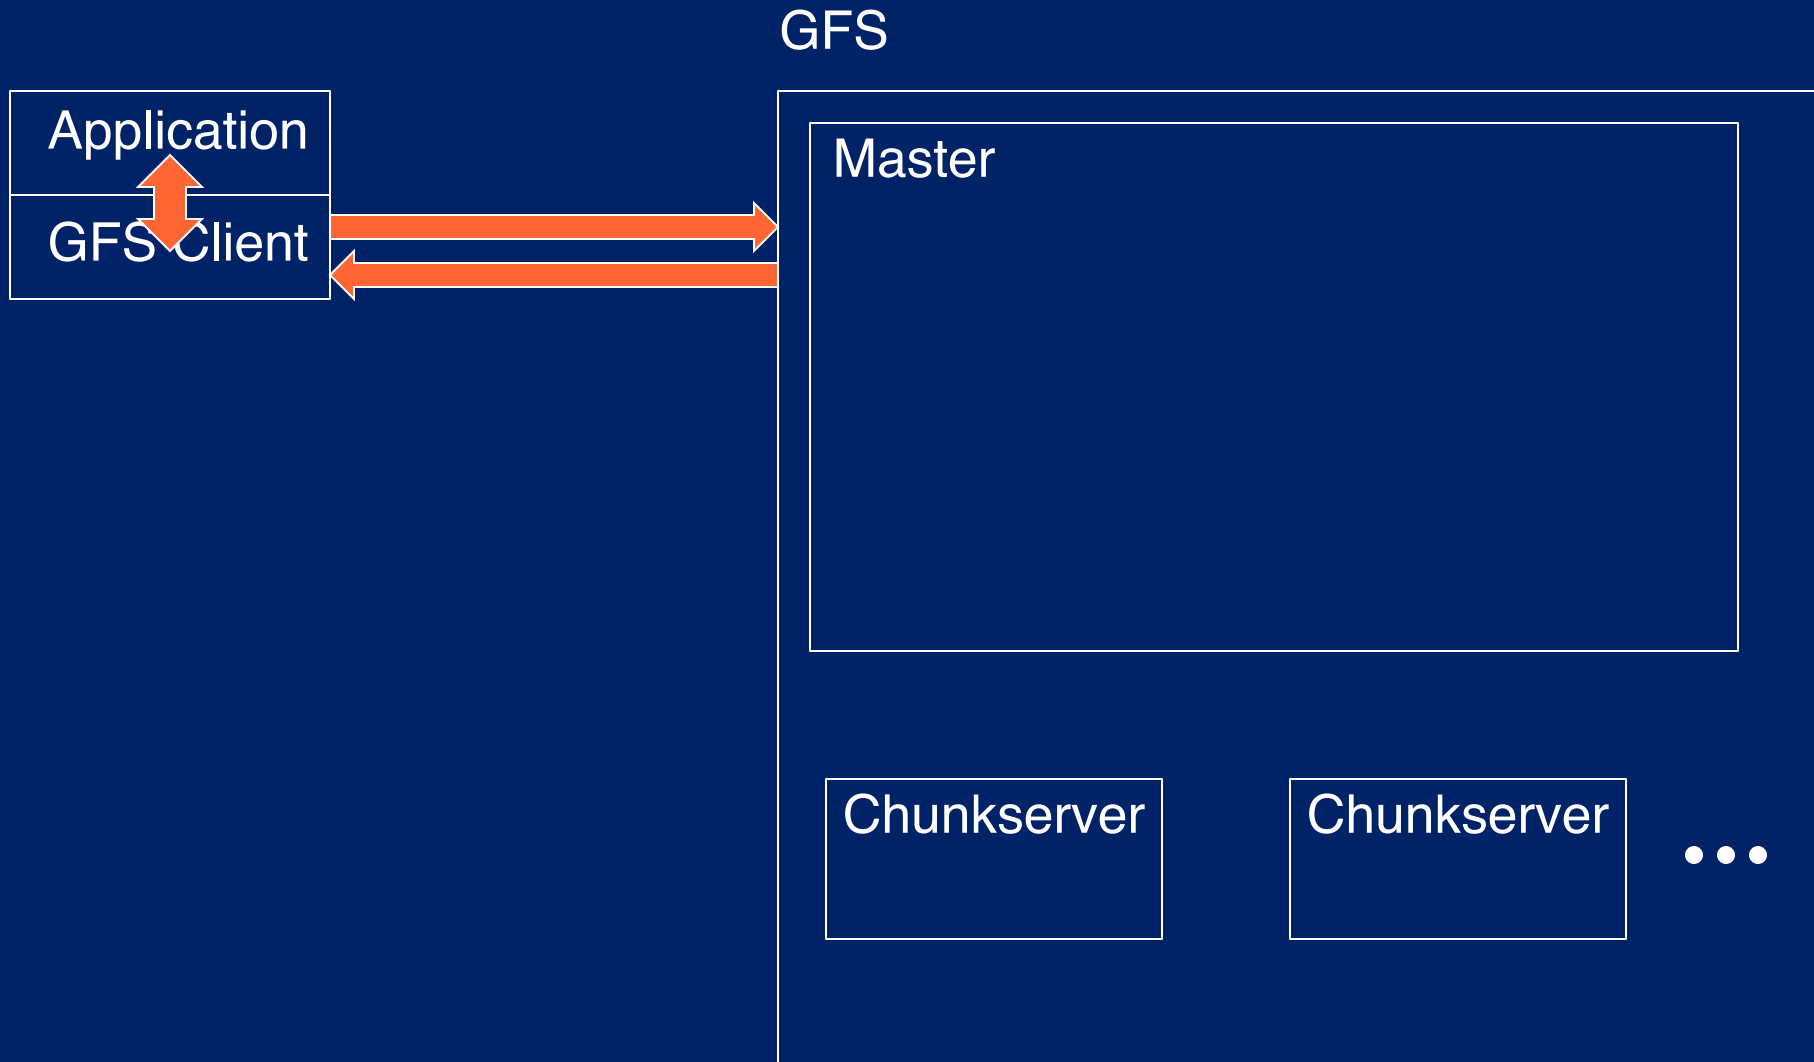 GFS
Application
GFS Client
Master
Chunkserver
Chunkserver